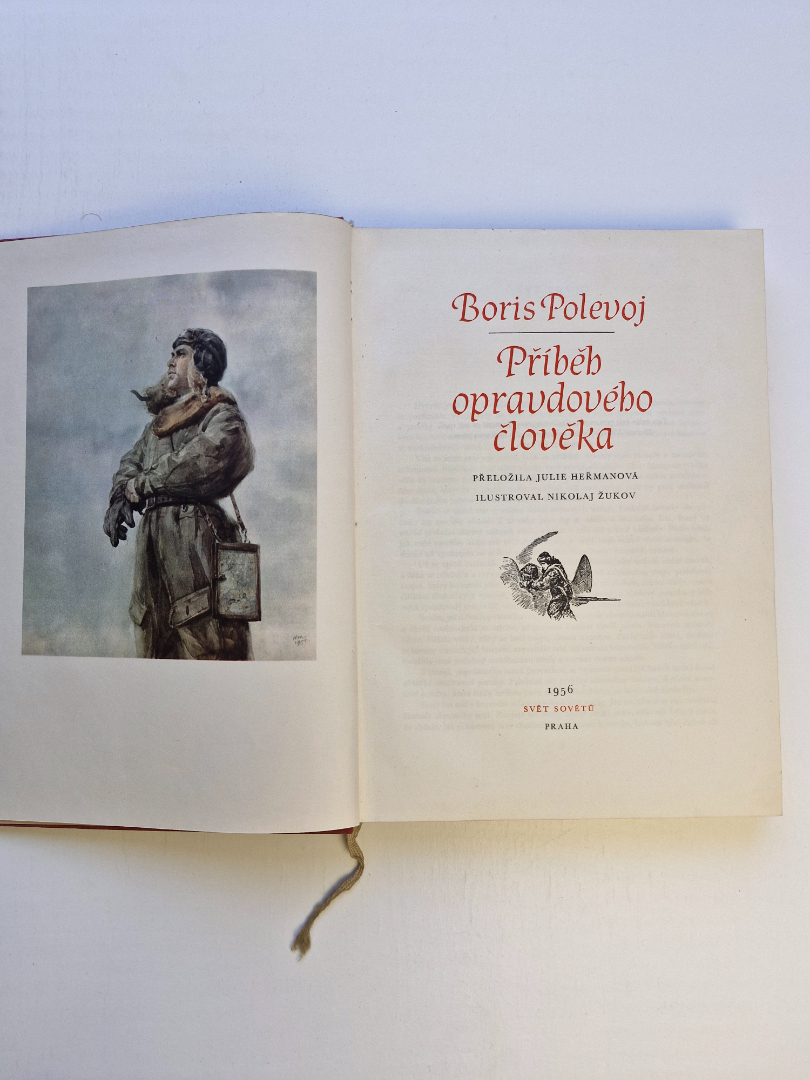 Boris Polevoj
Příběh
opravdového
člověka
PŘELOŽILA JULIE HEŘMANOVÁ
ILUSTROVAL NIKOLAJ ŽUKOV
1956
SVĚT SOVĚTŮ
PRAHA